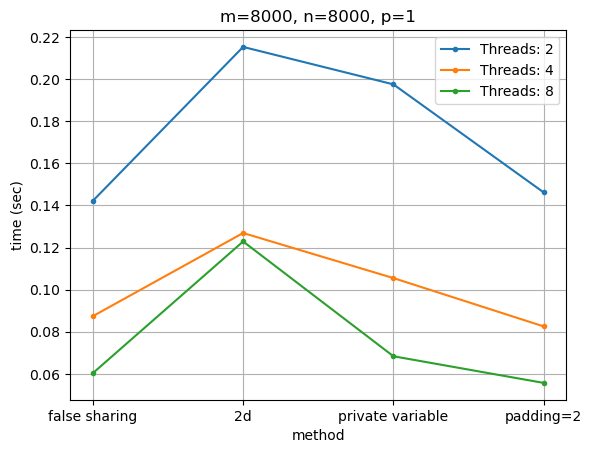 m=8000, n=8000, p=1
Threads: 2
Threads: 4
Threads: 8
time (sec)
0.22
0.20
0.18
0.16
0.14
0.12
0.10
0.08
0.06
false sharing 2d private variable padding=2
method